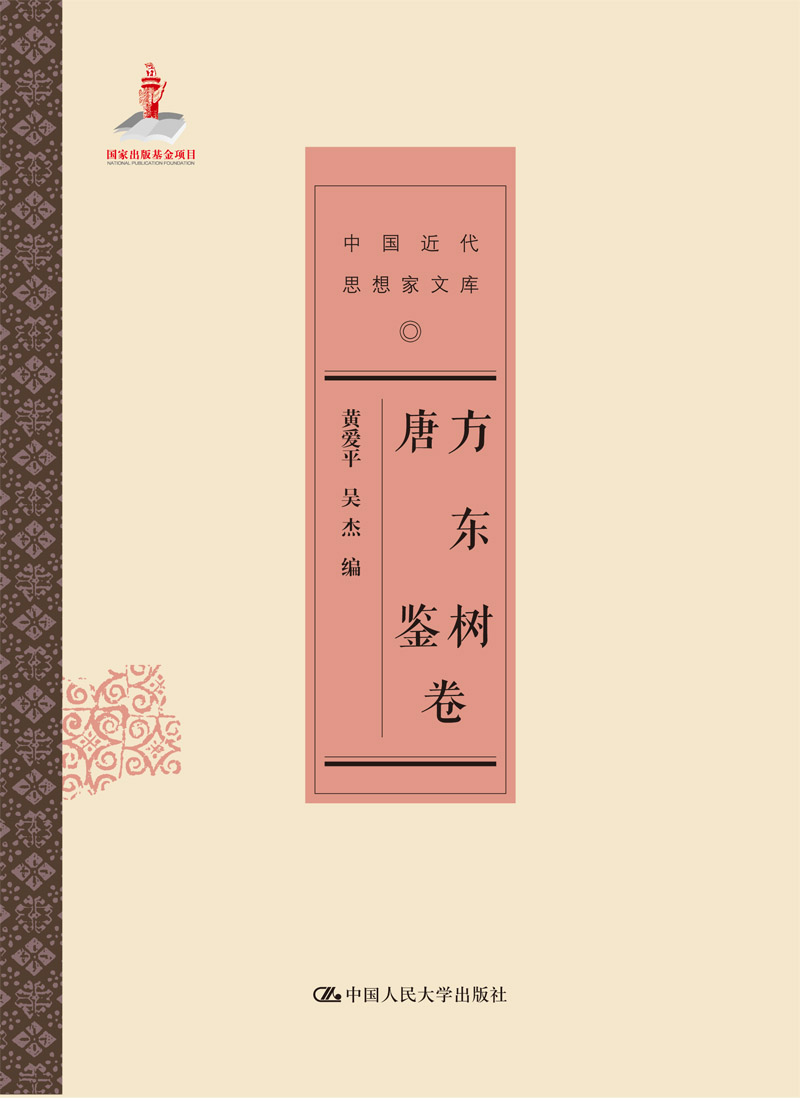 国家出版基金项目
NATIONAL PUBLICATION FOUNDATION
中国近代
思想家文库
方东树
唐鉴
卷
黄爱平 吴杰 编
中国人民大学出版社